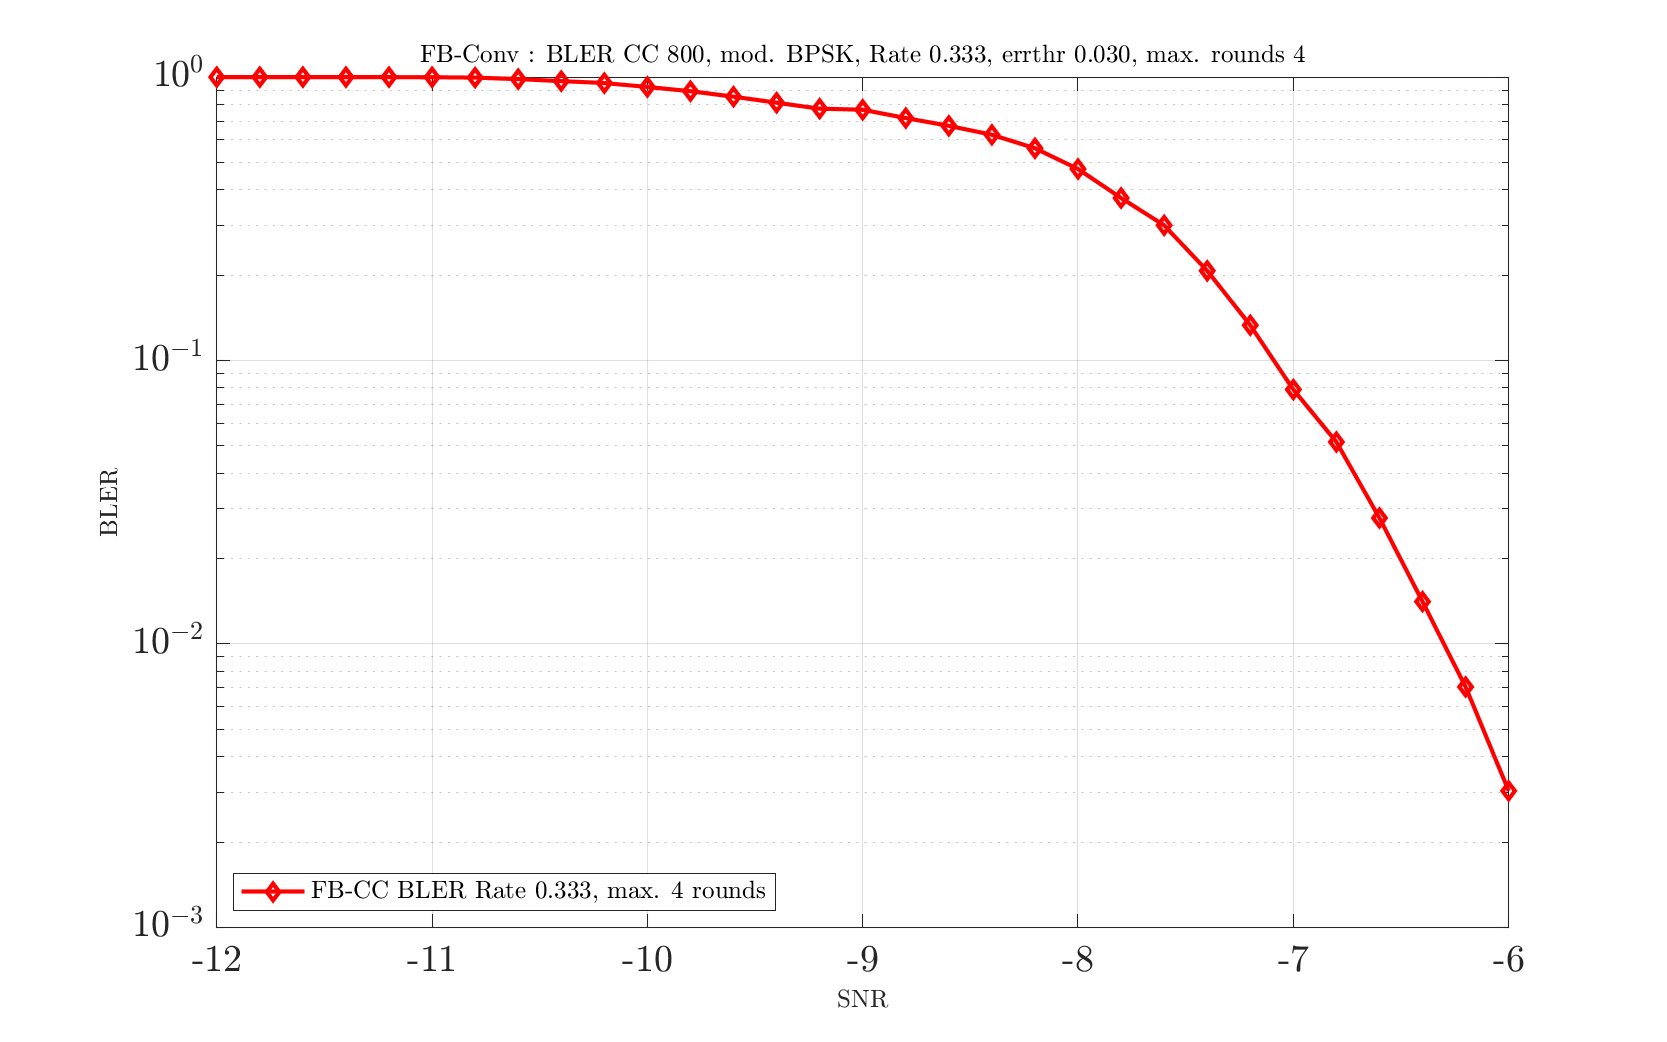 FB-Conv : BLER CC 800, mod. BPSK, Rate 0.333, errthr 0.030, max. rounds 4
10⁰
10⁻¹
10⁻²
10⁻³
BLER
FB-CC BLER Rate 0.333, max. 4 rounds
-12 -11 -10 -9 -8 -7 -6
SNR